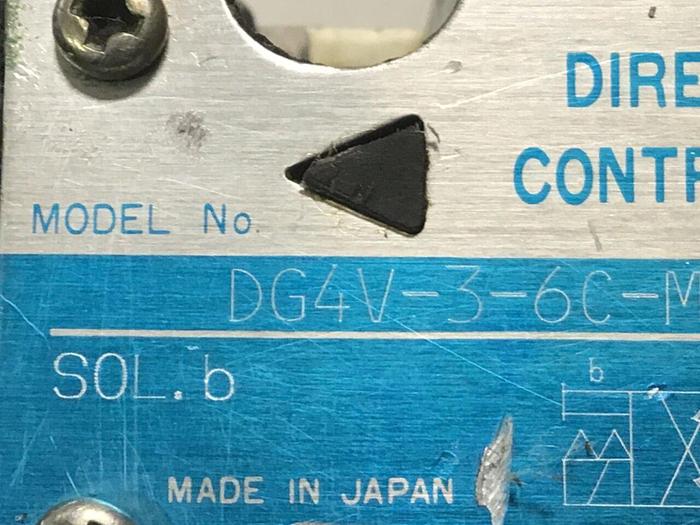 DIRE
CONTR
MODEL No.
DG4V-3-6C-M
SOL.b
b
MADE IN JAPAN